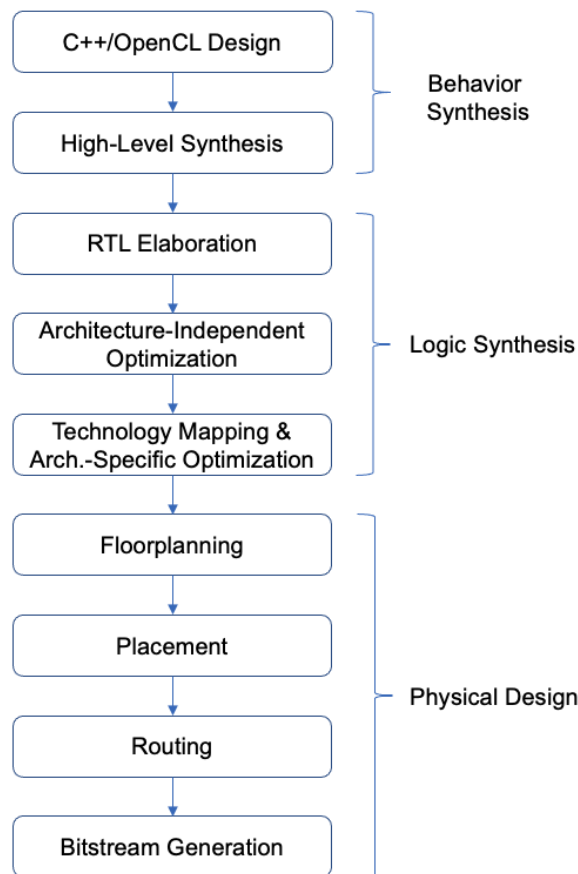 C++/OpenCL Design
Behavior
Synthesis
High-Level Synthesis
RTL Elaboration
Architecture-Independent
Optimization
Logic Synthesis
Technology Mapping &
Arch.-Specific Optimization
Floorplanning
Placement
Physical Design
Routing
Bitstream Generation